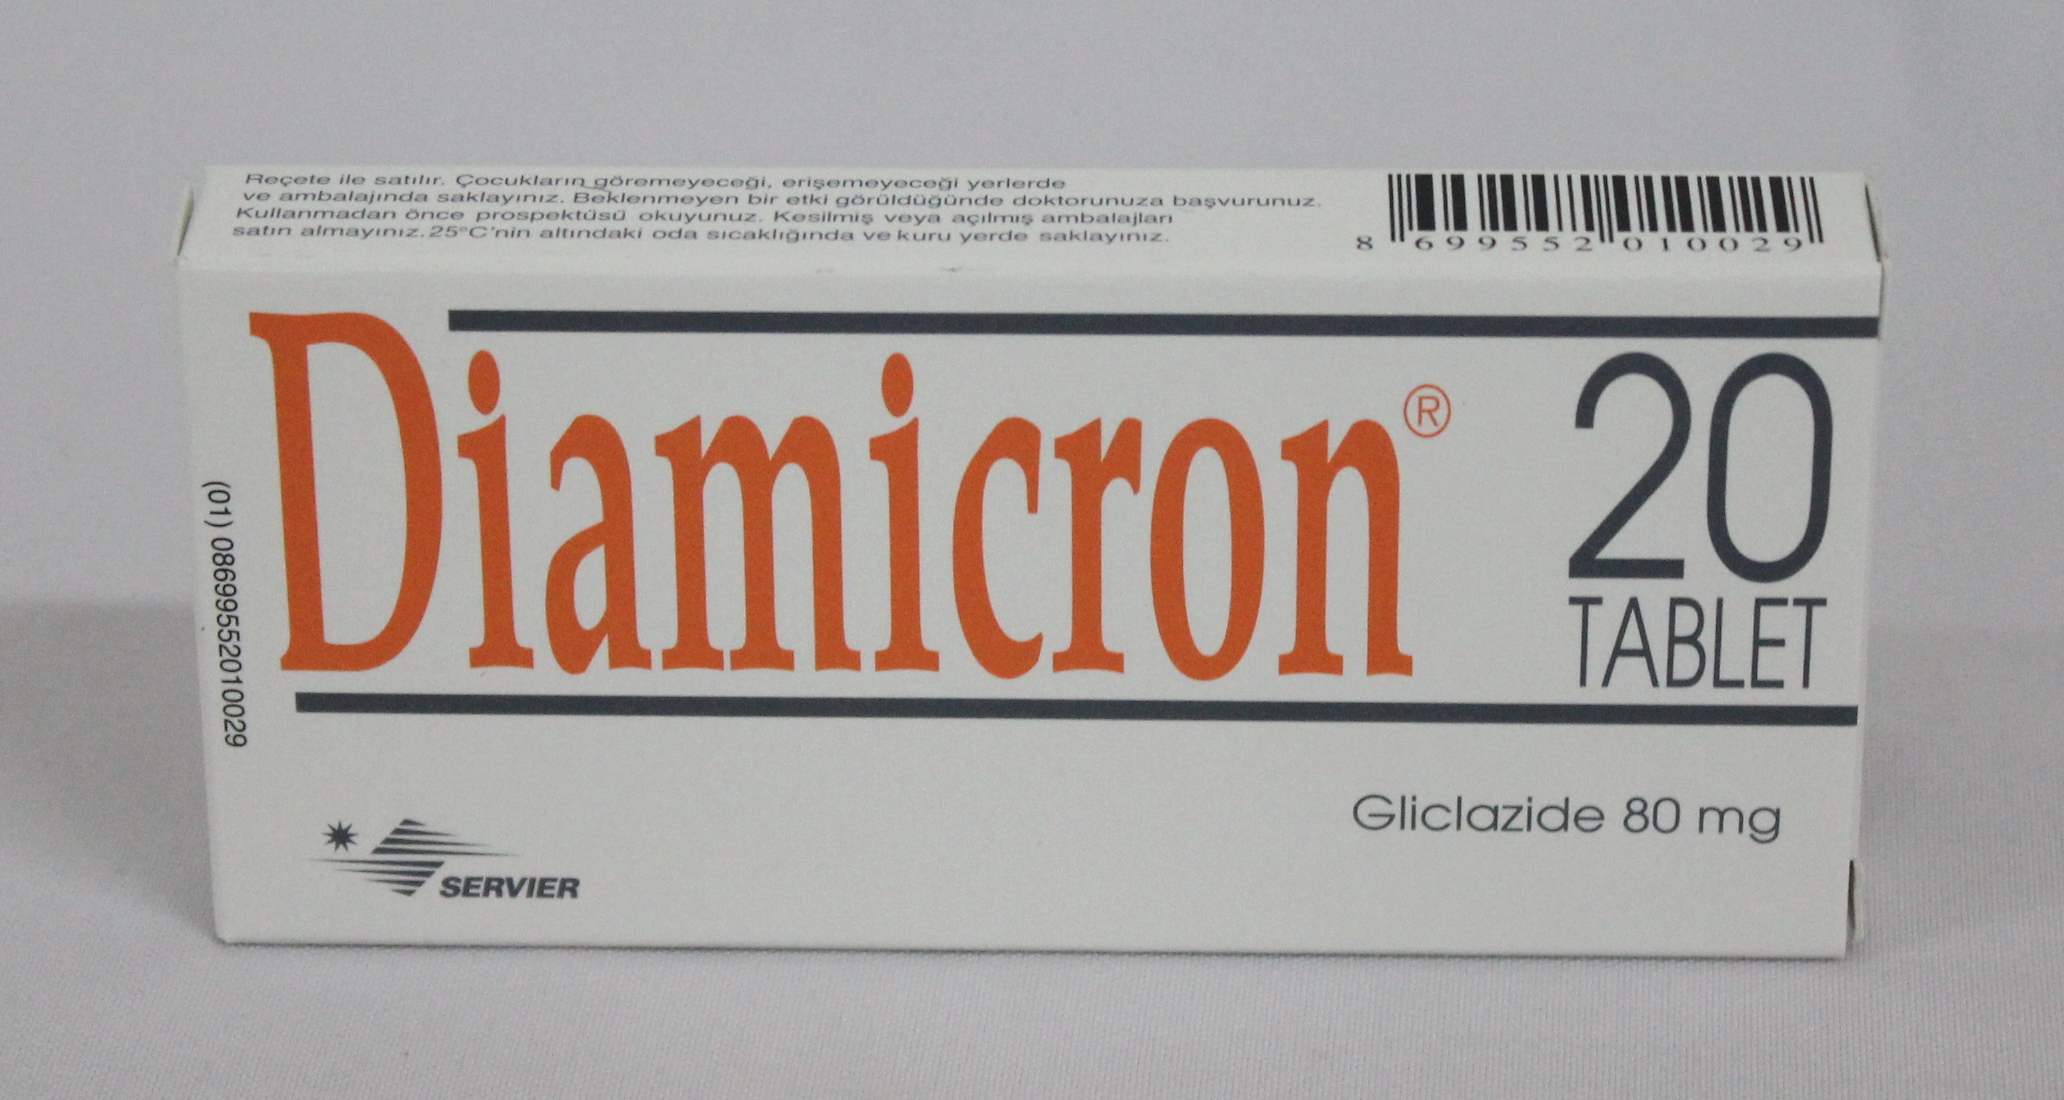 Reçete ile satılır. Çocukların göremeyeceği, erişemeyeceği yerlerde
ve ambalajında saklayınız. Beklenmeyen bir etki görüldüğünde doktorunuza başvurunuz.
Kullanmadan önce prospektüsü okuyunuz. Kesilmiş veya açılmış ambalajları
satın almayınız. 25°C'nin altındaki oda sıcaklığında ve kuru yerde saklayınız.
8 699552 010029
Diamicron®
20
TABLET
(01) 08699552010029
Gliclazide 80 mg
SERVIER